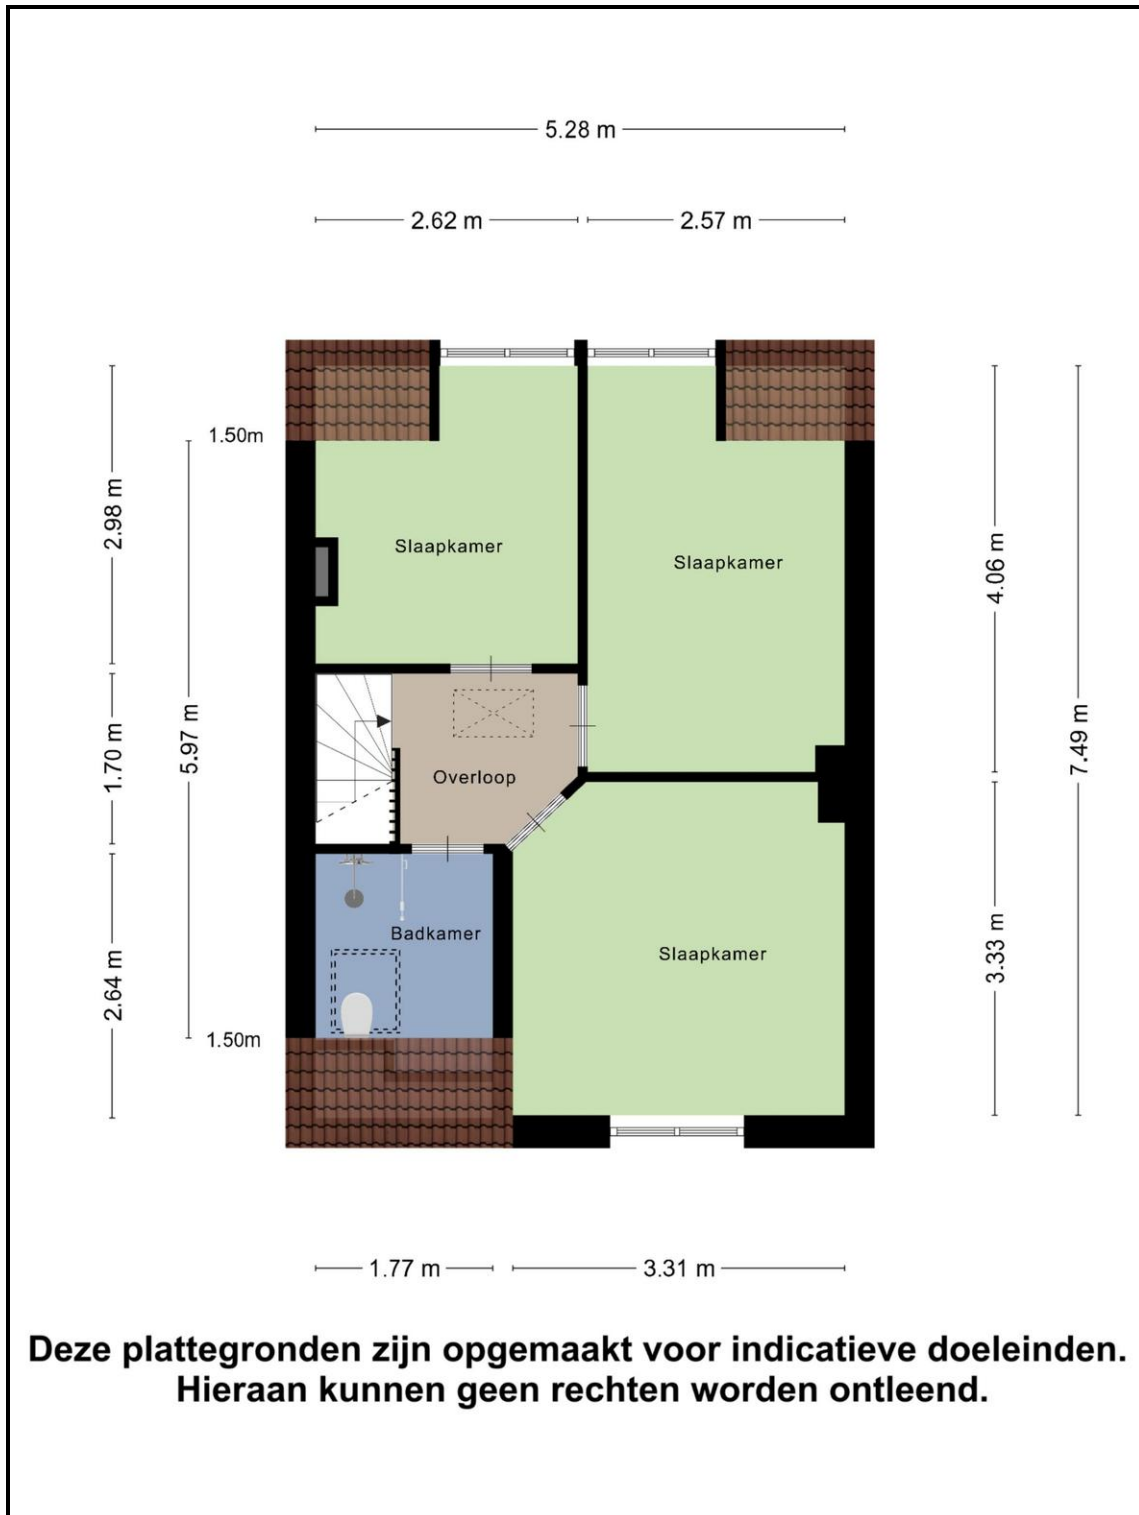 5.28 m
2.62 m
2.57 m
1.50m
2.98 m
4.06 m
Slaapkamer
Slaapkamer
5.97 m
1.70 m
7.49 m
Overloop
Badkamer
Slaapkamer
2.64 m
3.33 m
1.50m
1.77 m
3.31 m
Deze plattegronden zijn opgemaakt voor indicatieve doeleinden.
Hieraan kunnen geen rechten worden ontleend.